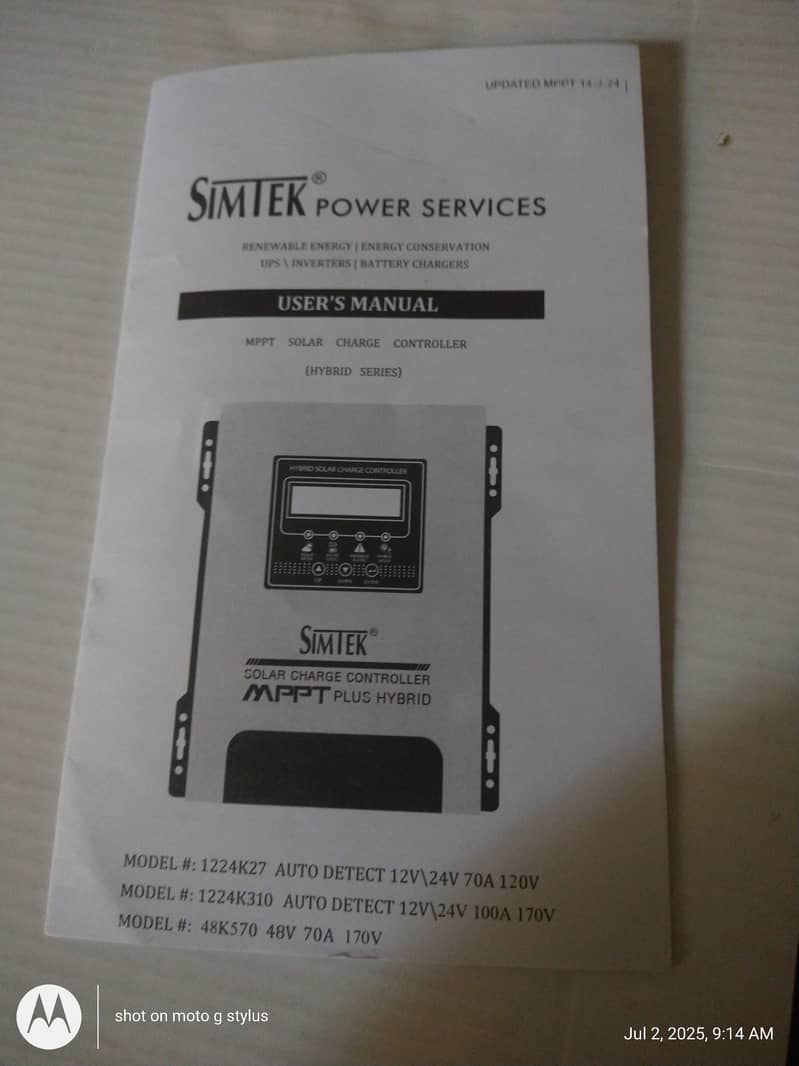 UPDATED MPPT 14-3-24
SIMTEK® POWER SERVICES
RENEWABLE ENERGY | ENERGY CONSERVATION
UPS \ INVERTERS | BATTERY CHARGERS
USER'S MANUAL
MPPT SOLAR CHARGE CONTROLLER
(HYBRID SERIES)
HYBRID SOLAR CHARGE CONTROLLER
UP
SIMTEK®
SOLAR CHARGE CONTROLLER
MPPT PLUS HYBRID
MODEL #: 1224K27 AUTO DETECT 12V\24V 70A 120V
MODEL #: 1224K310 AUTO DETECT 12V\24V 100A 170V
MODEL #: 48K570 48V 70A 170V
shot on moto g stylus
Jul 2, 2025, 9:14 AM